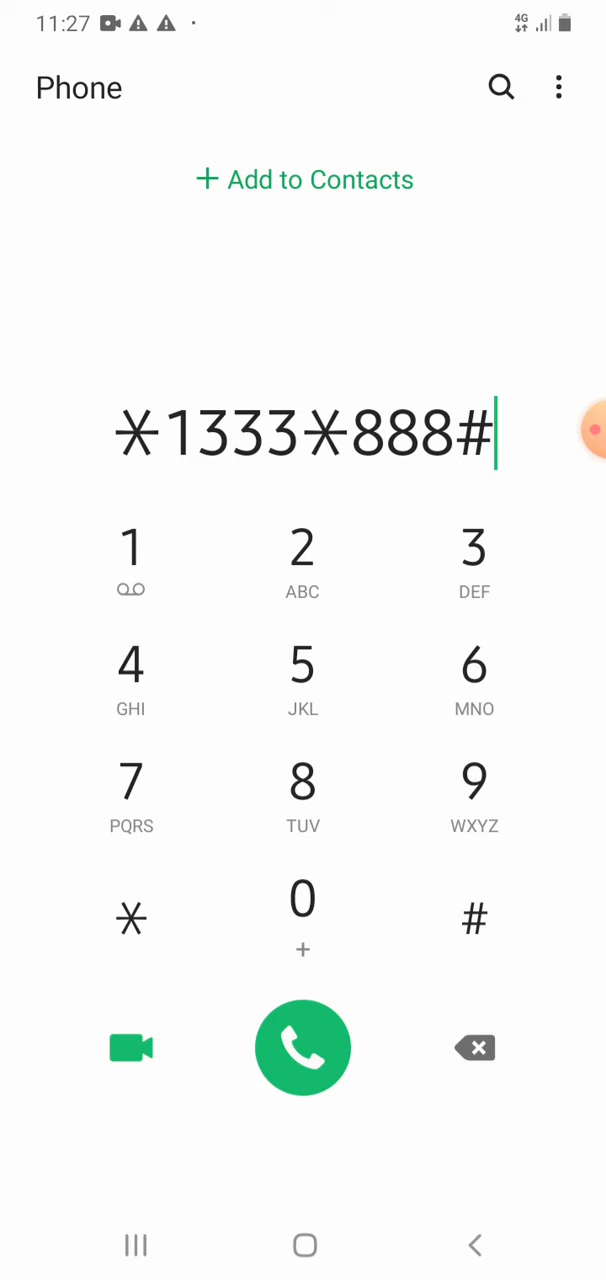 11:27 4G
Phone
+ Add to Contacts
*1333*888#
1 2 3
ABC DEF
4 5 6
GHI JKL MNO
7 8 9
PQRS TUV WXYZ
* 0 #
+